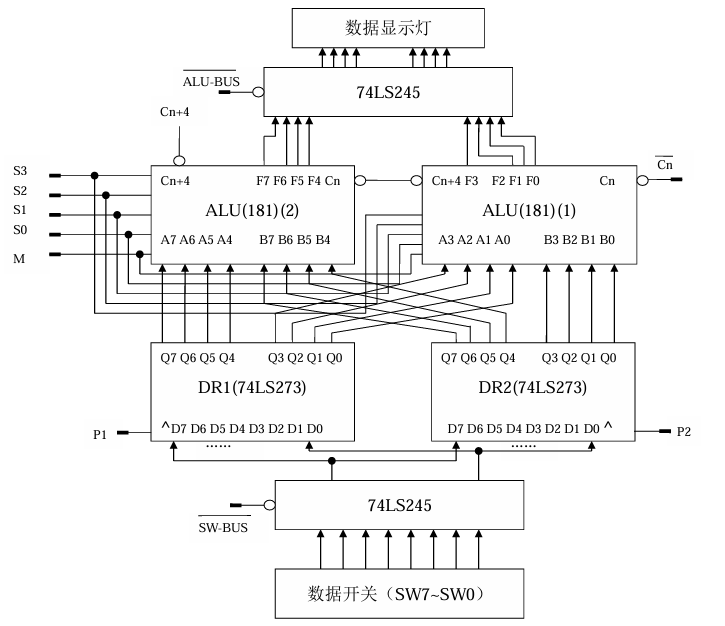 数据显示灯
ALU-BUS
74LS245
Cn+4
S3
S2
S1
S0
M
Cn+4 F7 F6 F5 F4 Cn
ALU(181)(2)
A7 A6 A5 A4 B7 B6 B5 B4
Cn+4 F3 F2 F1 F0 Cn
ALU(181)(1)
A3 A2 A1 A0 B3 B2 B1 B0
Cn
Q7 Q6 Q5 Q4 Q3 Q2 Q1 Q0
DR1(74LS273)
^D7 D6 D5 D4 D3 D2 D1 D0
……
P1
Q7 Q6 Q5 Q4 Q3 Q2 Q1 Q0
DR2(74LS273)
D7 D6 D5 D4 D3 D2 D1 D0 ^
……
P2
74LS245
SW-BUS
数据开关（SW7~SW0）